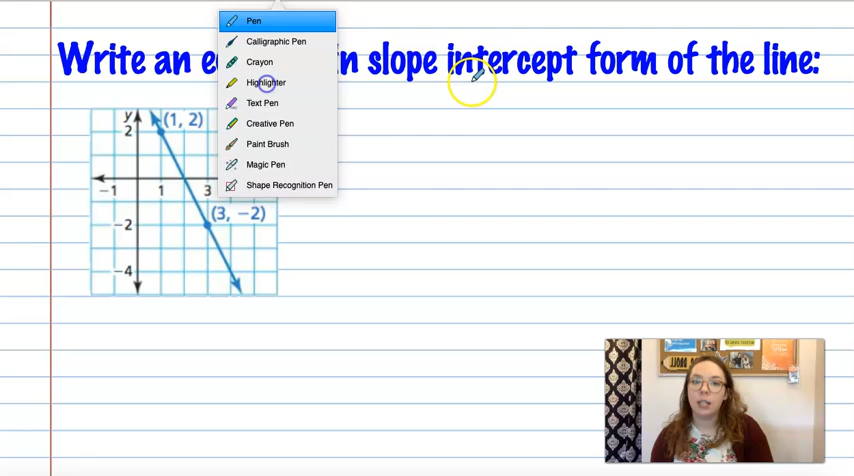 Pen
Calligraphic Pen
Crayon
Highlighter
Text Pen
Creative Pen
Paint Brush
Magic Pen
Shape Recognition Pen
Write an in slope intercept form of the line:
y
(1, 2)
2
−1 1 3
(3, −2)
−2
−4